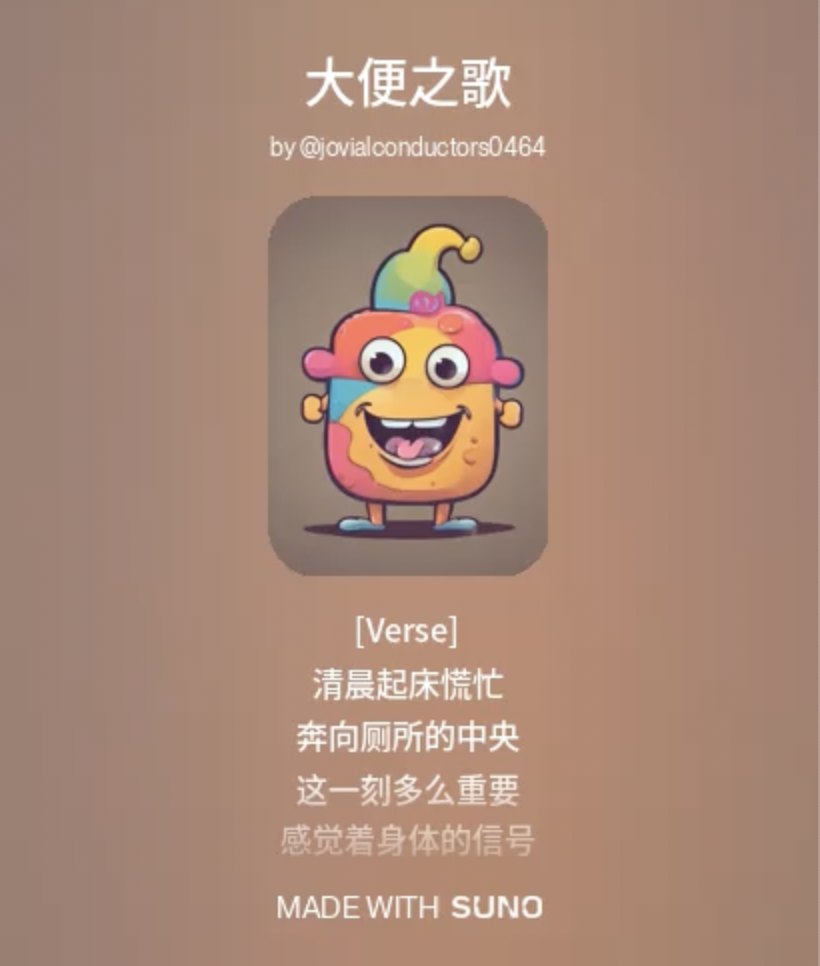 大便之歌
by @jovialconductors0464
[Verse]
清晨起床慌忙
奔向厕所的中央
这一刻多么重要
感觉着身体的信号
MADE WITH SUNO